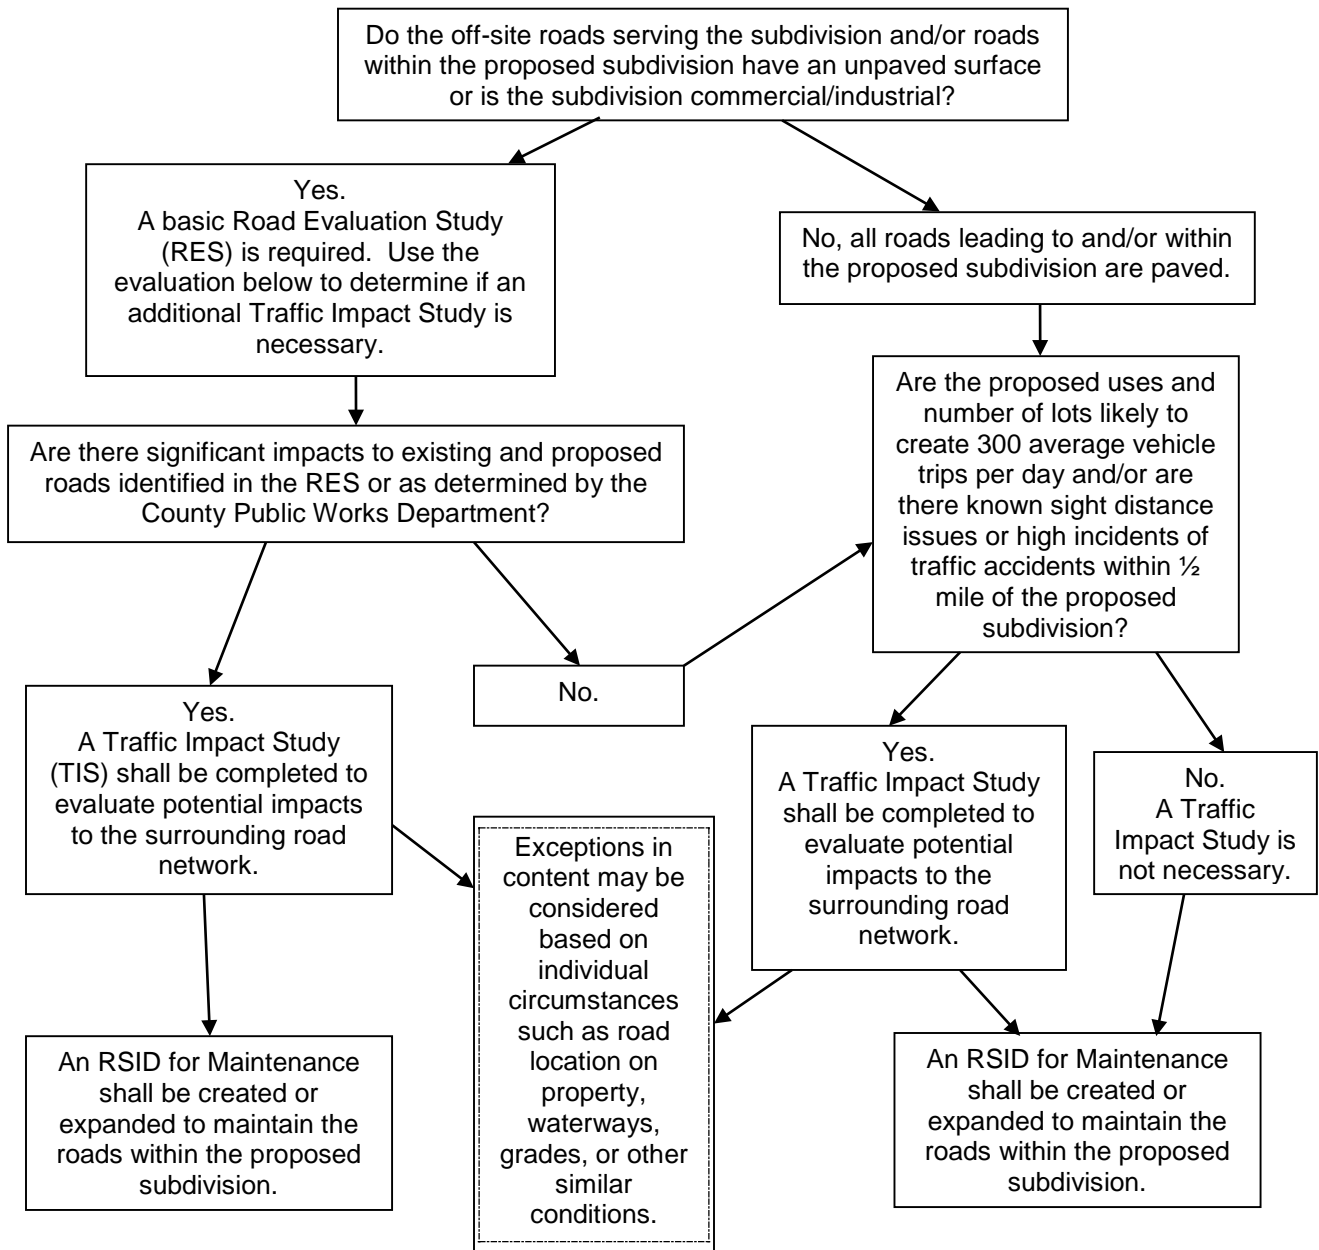 Do the off-site roads serving the subdivision and/or roads
within the proposed subdivision have an unpaved surface
or is the subdivision commercial/industrial?
Yes.
A basic Road Evaluation Study
(RES) is required.  Use the
evaluation below to determine if an
additional Traffic Impact Study is
necessary.
No, all roads leading to and/or within
the proposed subdivision are paved.
Are there significant impacts to existing and proposed
roads identified in the RES or as determined by the
County Public Works Department?
Are the proposed uses and
number of lots likely to
create 300 average vehicle
trips per day and/or are
there known sight distance
issues or high incidents of
traffic accidents within ½
mile of the proposed
subdivision?
Yes.
A Traffic Impact Study
(TIS) shall be completed to
evaluate potential impacts
to the surrounding road
network.
No.
Yes.
A Traffic Impact Study
shall be completed to
evaluate potential
impacts to the
surrounding road
network.
No.
A Traffic
Impact Study is
not necessary.
Exceptions in
content may be
considered
based on
individual
circumstances
such as road
location on
property,
waterways,
grades, or other
similar
conditions.
An RSID for Maintenance
shall be created or
expanded to maintain the
roads within the proposed
subdivision.
An RSID for Maintenance
shall be created or
expanded to maintain the
roads within the proposed
subdivision.